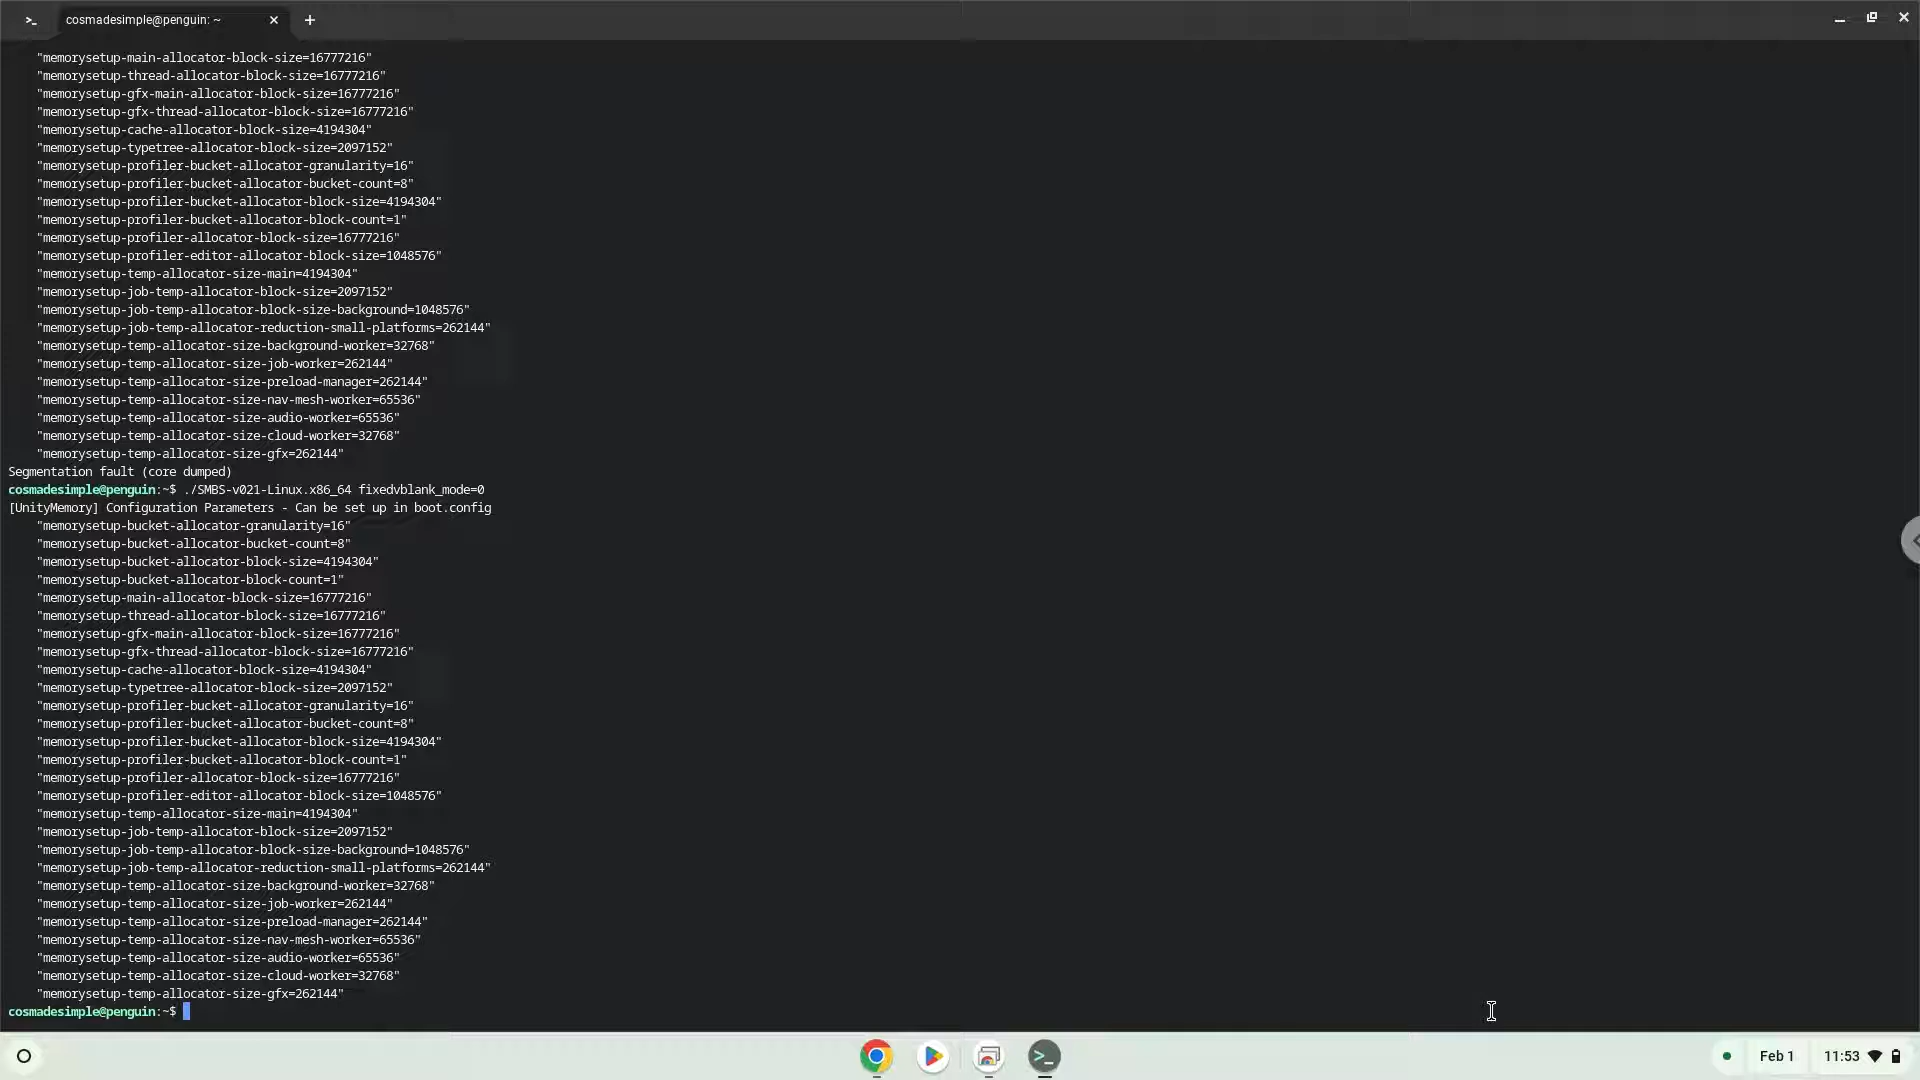 cosmadesimple@penguin: ~
"memorysetup-main-allocator-block-size=16777216"
"memorysetup-thread-allocator-block-size=16777216"
"memorysetup-gfx-main-allocator-block-size=16777216"
"memorysetup-gfx-thread-allocator-block-size=16777216"
"memorysetup-cache-allocator-block-size=4194304"
"memorysetup-typetree-allocator-block-size=2097152"
"memorysetup-profiler-bucket-allocator-granularity=16"
"memorysetup-profiler-bucket-allocator-bucket-count=8"
"memorysetup-profiler-bucket-allocator-block-size=4194304"
"memorysetup-profiler-bucket-allocator-block-count=1"
"memorysetup-profiler-allocator-block-size=16777216"
"memorysetup-profiler-editor-allocator-block-size=1048576"
"memorysetup-temp-allocator-size-main=4194304"
"memorysetup-job-temp-allocator-block-size=2097152"
"memorysetup-job-temp-allocator-block-size-background=1048576"
"memorysetup-job-temp-allocator-reduction-small-platforms=262144"
"memorysetup-temp-allocator-size-background-worker=32768"
"memorysetup-temp-allocator-size-job-worker=262144"
"memorysetup-temp-allocator-size-preload-manager=262144"
"memorysetup-temp-allocator-size-nav-mesh-worker=65536"
"memorysetup-temp-allocator-size-audio-worker=65536"
"memorysetup-temp-allocator-size-cloud-worker=32768"
"memorysetup-temp-allocator-size-gfx=262144"
Segmentation fault (core dumped)
cosmadesimple@penguin:~$ ./SMBS-v021-Linux.x86_64 fixedvblank_mode=0
[UnityMemory] Configuration Parameters - Can be set up in boot.config
"memorysetup-bucket-allocator-granularity=16"
"memorysetup-bucket-allocator-bucket-count=8"
"memorysetup-bucket-allocator-block-size=4194304"
"memorysetup-bucket-allocator-block-count=1"
"memorysetup-main-allocator-block-size=16777216"
"memorysetup-thread-allocator-block-size=16777216"
"memorysetup-gfx-main-allocator-block-size=16777216"
"memorysetup-gfx-thread-allocator-block-size=16777216"
"memorysetup-cache-allocator-block-size=4194304"
"memorysetup-typetree-allocator-block-size=2097152"
"memorysetup-profiler-bucket-allocator-granularity=16"
"memorysetup-profiler-bucket-allocator-bucket-count=8"
"memorysetup-profiler-bucket-allocator-block-size=4194304"
"memorysetup-profiler-bucket-allocator-block-count=1"
"memorysetup-profiler-allocator-block-size=16777216"
"memorysetup-profiler-editor-allocator-block-size=1048576"
"memorysetup-temp-allocator-size-main=4194304"
"memorysetup-job-temp-allocator-block-size=2097152"
"memorysetup-job-temp-allocator-block-size-background=1048576"
"memorysetup-job-temp-allocator-reduction-small-platforms=262144"
"memorysetup-temp-allocator-size-background-worker=32768"
"memorysetup-temp-allocator-size-job-worker=262144"
"memorysetup-temp-allocator-size-preload-manager=262144"
"memorysetup-temp-allocator-size-nav-mesh-worker=65536"
"memorysetup-temp-allocator-size-audio-worker=65536"
"memorysetup-temp-allocator-size-cloud-worker=32768"
"memorysetup-temp-allocator-size-gfx=262144"
cosmadesimple@penguin:~$
Feb 1 11:53